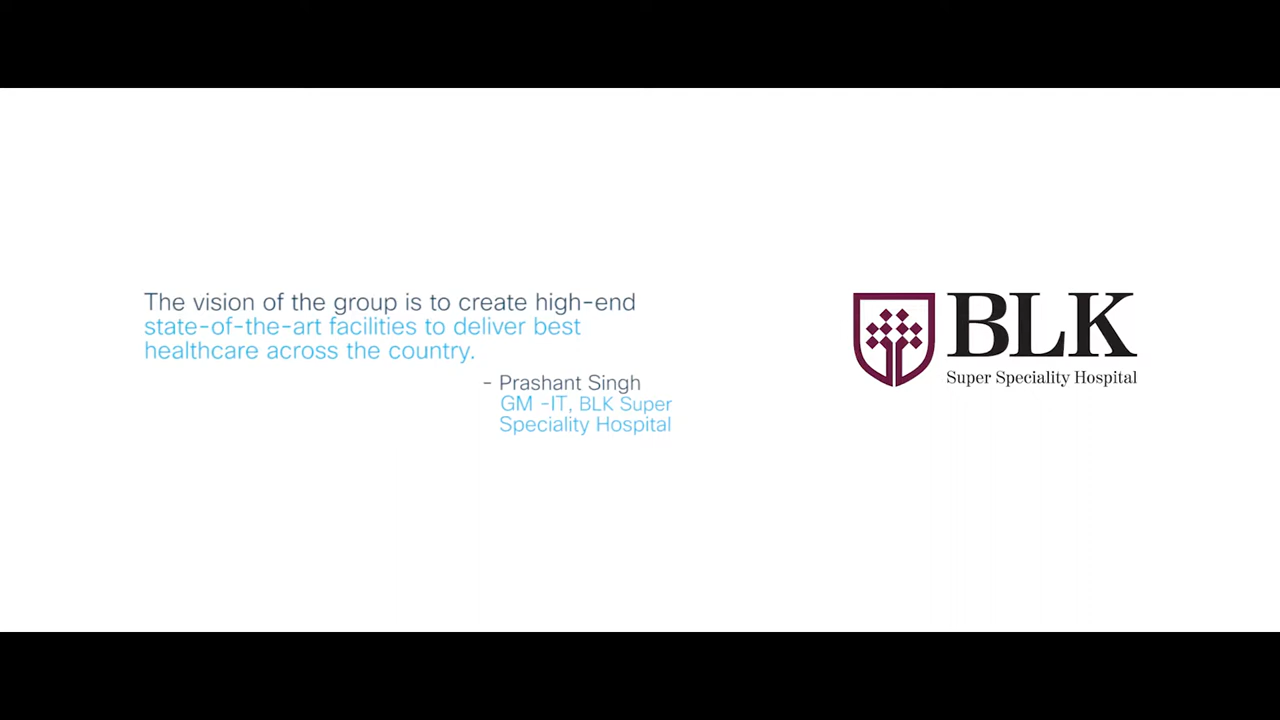 The vision of the group is to create high-end
state-of-the-art facilities to deliver best
healthcare across the country.
- Prashant Singh
GM -IT, BLK Super
Speciality Hospital
BLK
Super Speciality Hospital